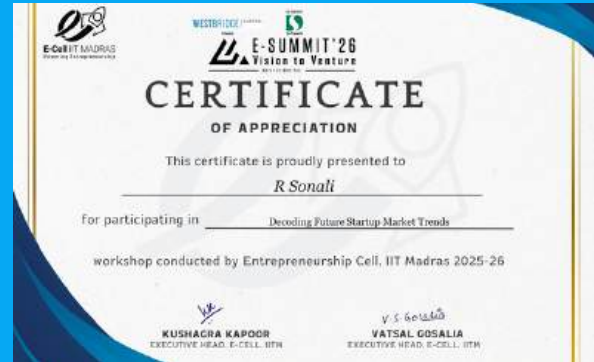 E-Cell IIT MADRAS
WESTBRIDGE
E-SUMMIT'26
Vision to Venture
CERTIFICATE
OF APPRECIATION
This certificate is proudly presented to
R Sonali
for participating in Decoding Future Startup Market Trends
workshop conducted by Entrepreneurship Cell, IIT Madras 2025-26
V. S. Gosalia
KUSHAGRA KAPOOR
VATSAL GOSALIA
EXECUTIVE HEAD, E-CELL, IITM
EXECUTIVE HEAD, E-CELL, IITM